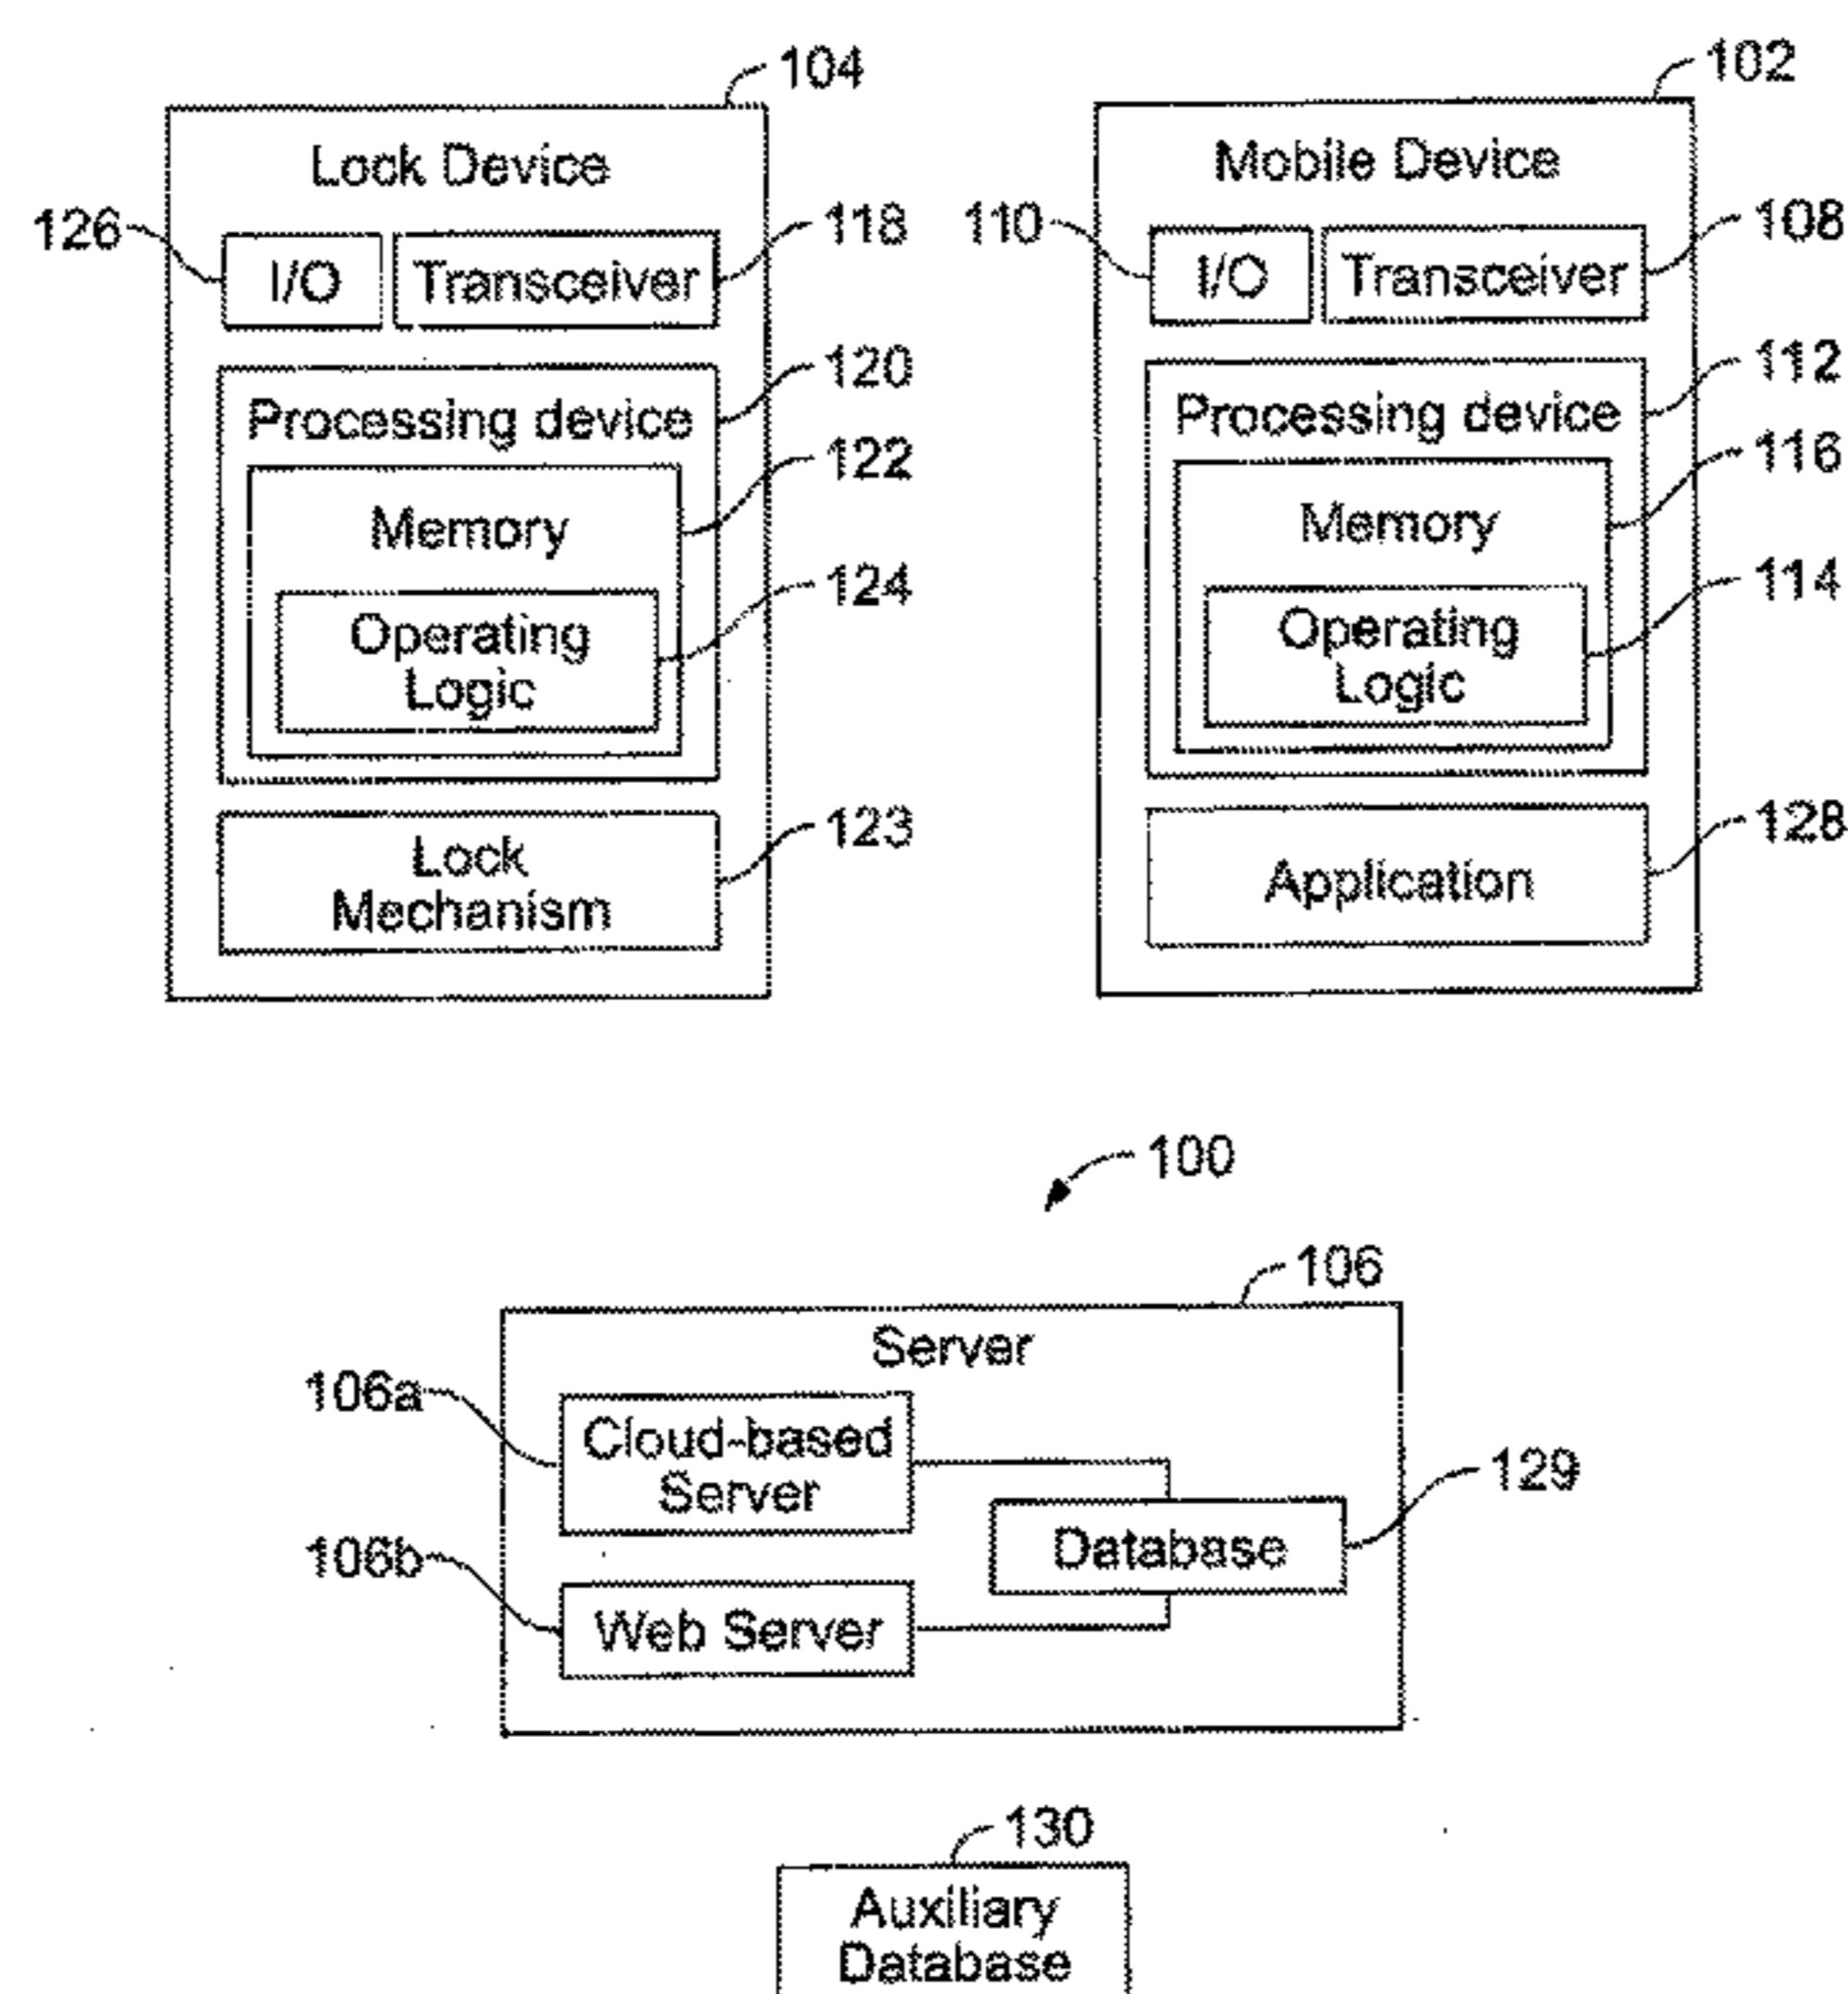 104
Lock Device
126
I/O
Transceiver
118
Processing device
120
Memory
122
Operating
Logic
124
Lock
Mechanism
123
102
Mobile Device
110
I/O
Transceiver
108
Processing device
112
Memory
116
Operating
Logic
114
Application
128
100
106
Server
106a
Cloud-based
Server
Database
129
106b
Web Server
130
Auxiliary
Database